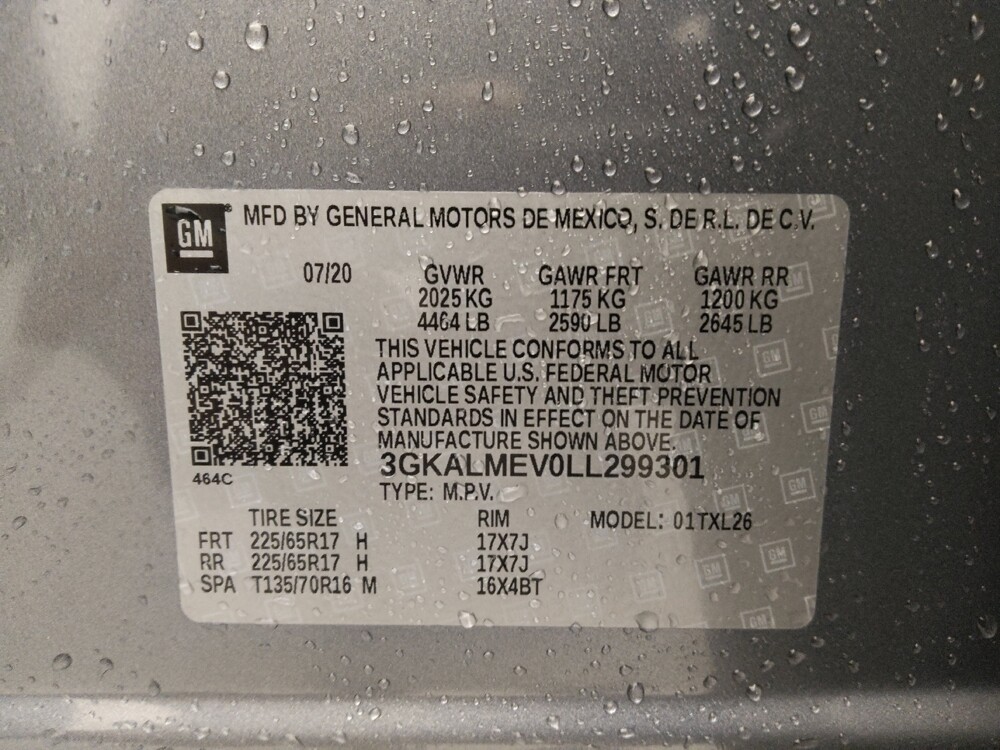 GM MFD BY GENERAL MOTORS DE MEXICO, S. DE R.L. DE C.V.
07/20 GVWR GAWR FRT GAWR RR
2025 KG 1175 KG 1200 KG
4464 LB 2590 LB 2645 LB
THIS VEHICLE CONFORMS TO ALL
APPLICABLE U.S. FEDERAL MOTOR
VEHICLE SAFETY AND THEFT PREVENTION
STANDARDS IN EFFECT ON THE DATE OF
MANUFACTURE SHOWN ABOVE.
464C 3GKALMEV0LL299301
TYPE: M.P.V.
TIRE SIZE RIM MODEL: 01TXL26
FRT 225/65R17 H 17X7J
RR 225/65R17 H 17X7J
SPA T135/70R16 M 16X4BT